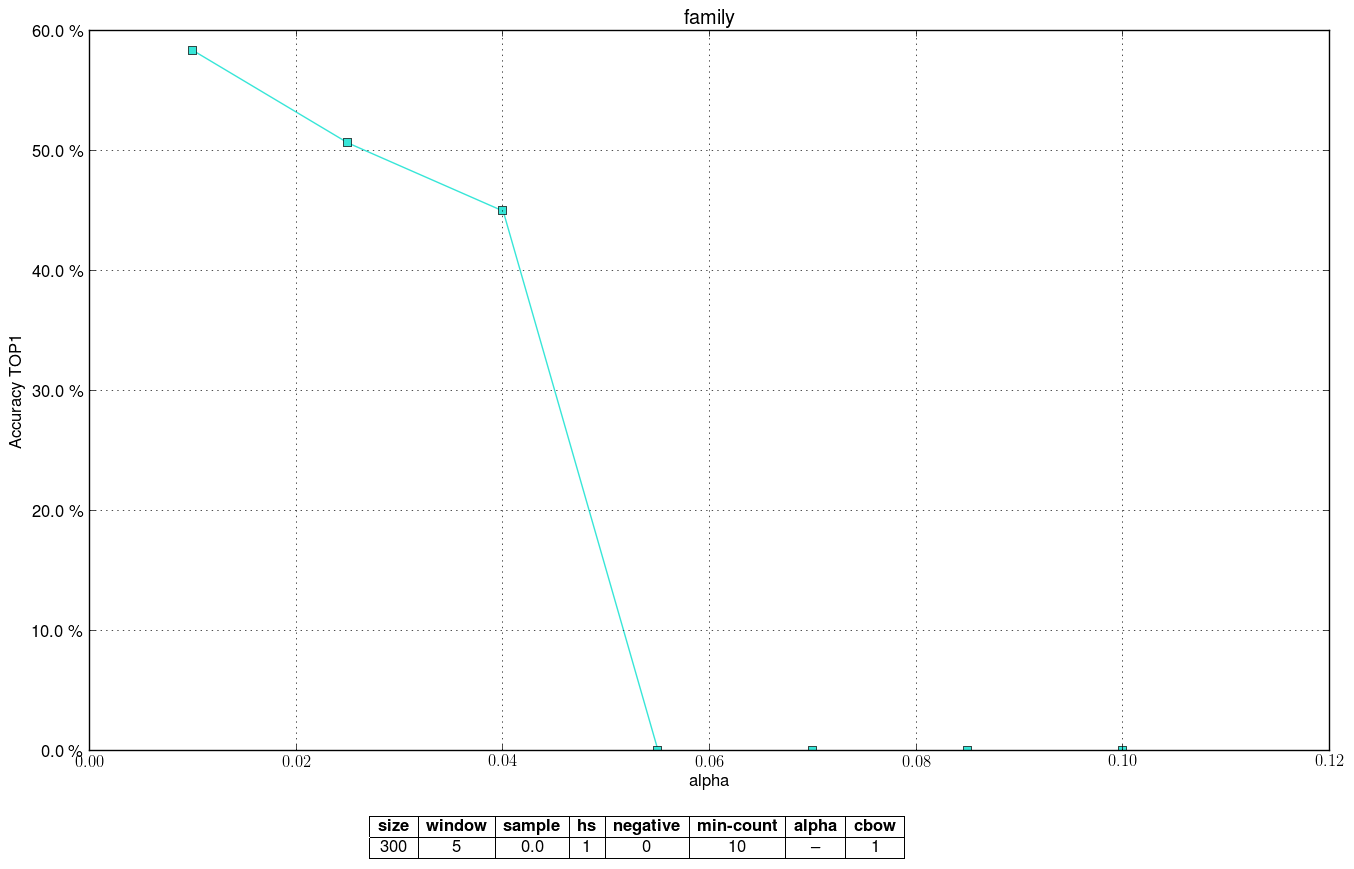 family
60.0 %
50.0 %
40.0 %
30.0 %
20.0 %
10.0 %
0.0 %
Accuracy TOP1
0.00 0.02 0.04 0.06 0.08 0.10 0.12
alpha
size window sample hs negative min-count alpha cbow
300 5 0.0 1 0 10 – 1